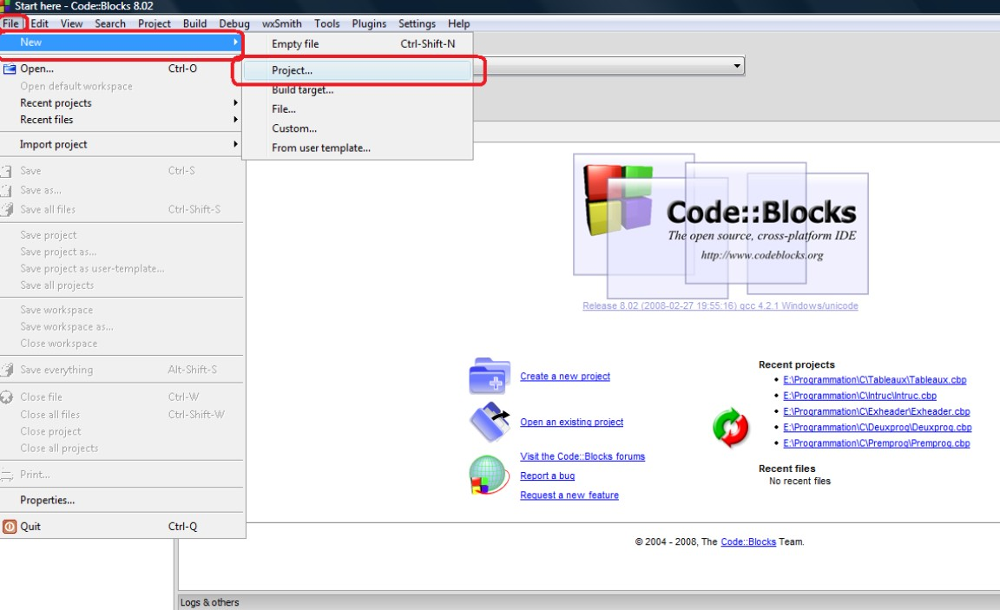 Start here - Code::Blocks 8.02
File Edit View Search Project Build Debug wxSmith Tools Plugins Settings Help
New
Open... Ctrl-O
Open default workspace
Recent projects
Recent files
Import project
Save Ctrl-S
Save as...
Save all files Ctrl-Shift-S
Save project
Save project as...
Save project as user-template...
Save all projects
Save workspace
Save workspace as...
Close workspace
Save everything Alt-Shift-S
Close file Ctrl-W
Close all files Ctrl-Shift-W
Close project
Close all projects
Print...
Properties...
Quit Ctrl-Q
Empty file Ctrl-Shift-N
Project...
Build target...
File...
Custom...
From user template...
Code::Blocks
The open source, cross-platform IDE
http://www.codeblocks.org
Release 8.02 (2008-02-27 19:55:16) gcc 4.2.1 Windows/unicode
Create a new project
Open an existing project
Visit the Code::Blocks forums
Report a bug
Request a new feature
Recent projects
E:\Programmation\C\Tableaux\Tableaux.cbp
E:\Programmation\C\Intruc\Intruc.cbp
E:\Programmation\C\Exheader\Exheader.cbp
E:\Programmation\C\Deuxprog\Deuxprog.cbp
E:\Programmation\C\Premprog\Premprog.cbp
Recent files
No recent files
© 2004 - 2008, The Code::Blocks Team.
Logs & others